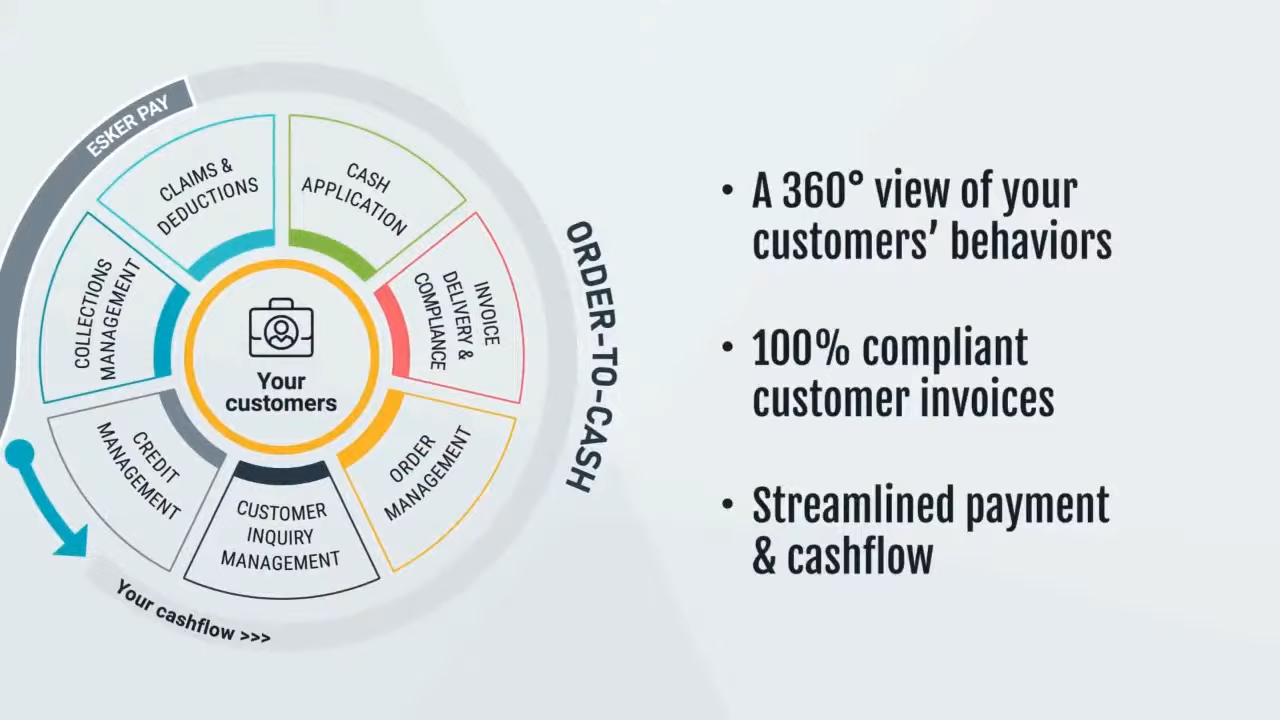 ESKER PAY
CLAIMS &
DEDUCTIONS
CASH
APPLICATION
COLLECTIONS
MANAGEMENT
INVOICE
DELIVERY &
COMPLIANCE
CREDIT
MANAGEMENT
ORDER
MANAGEMENT
CUSTOMER
INQUIRY
MANAGEMENT
Your
customers
Your cashflow >>>
ORDER-TO-CASH
• A 360° view of your
customers’ behaviors
• 100% compliant
customer invoices
• Streamlined payment
& cashflow